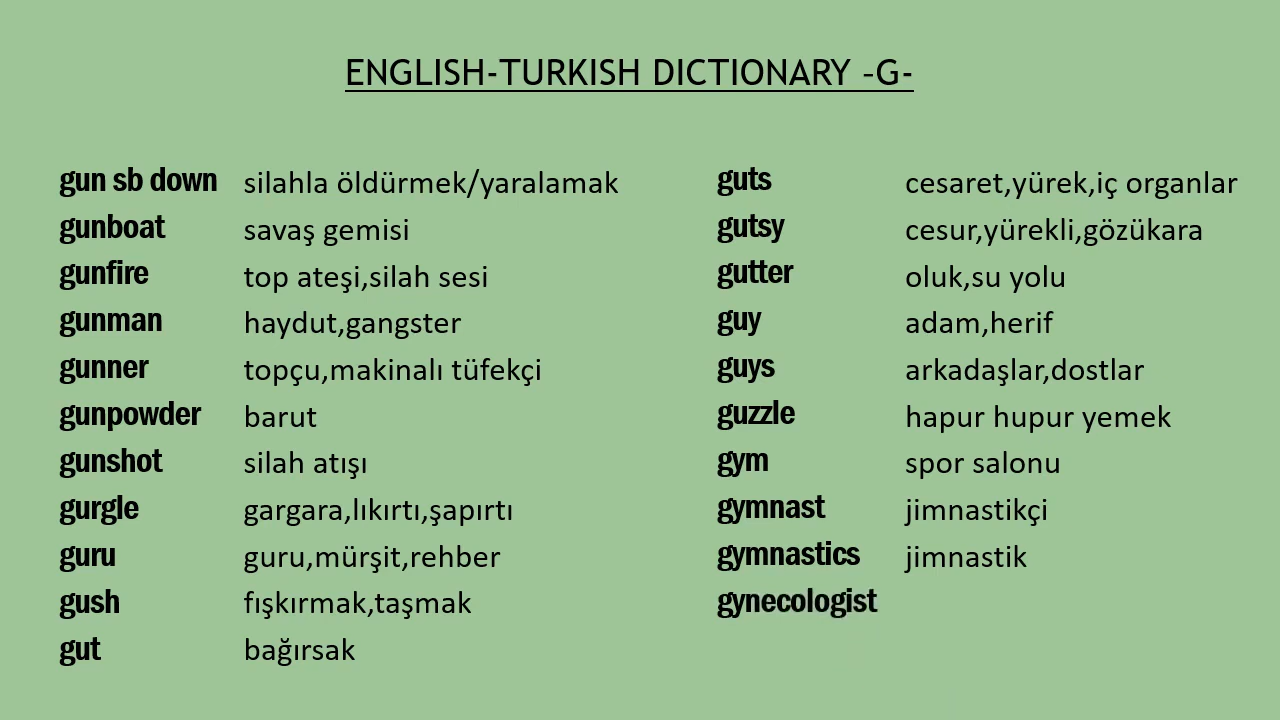 ENGLISH-TURKISH DICTIONARY –G-
gun sb down silahla öldürmek/yaralamak
gunboat savaş gemisi
gunfire top ateşi,silah sesi
gunman haydut,gangster
gunner topçu,makinalı tüfekçi
gunpowder barut
gunshot silah atışı
gurgle gargara,lıkırtı,şapırtı
guru guru,mürşit,rehber
gush fışkırmak,taşmak
gut bağırsak
guts cesaret,yürek,iç organlar
gutsy cesur,yürekli,gözükara
gutter oluk,su yolu
guy adam,herif
guys arkadaşlar,dostlar
guzzle hapur hupur yemek
gym spor salonu
gymnast jimnastikçi
gymnastics jimnastik
gynecologist